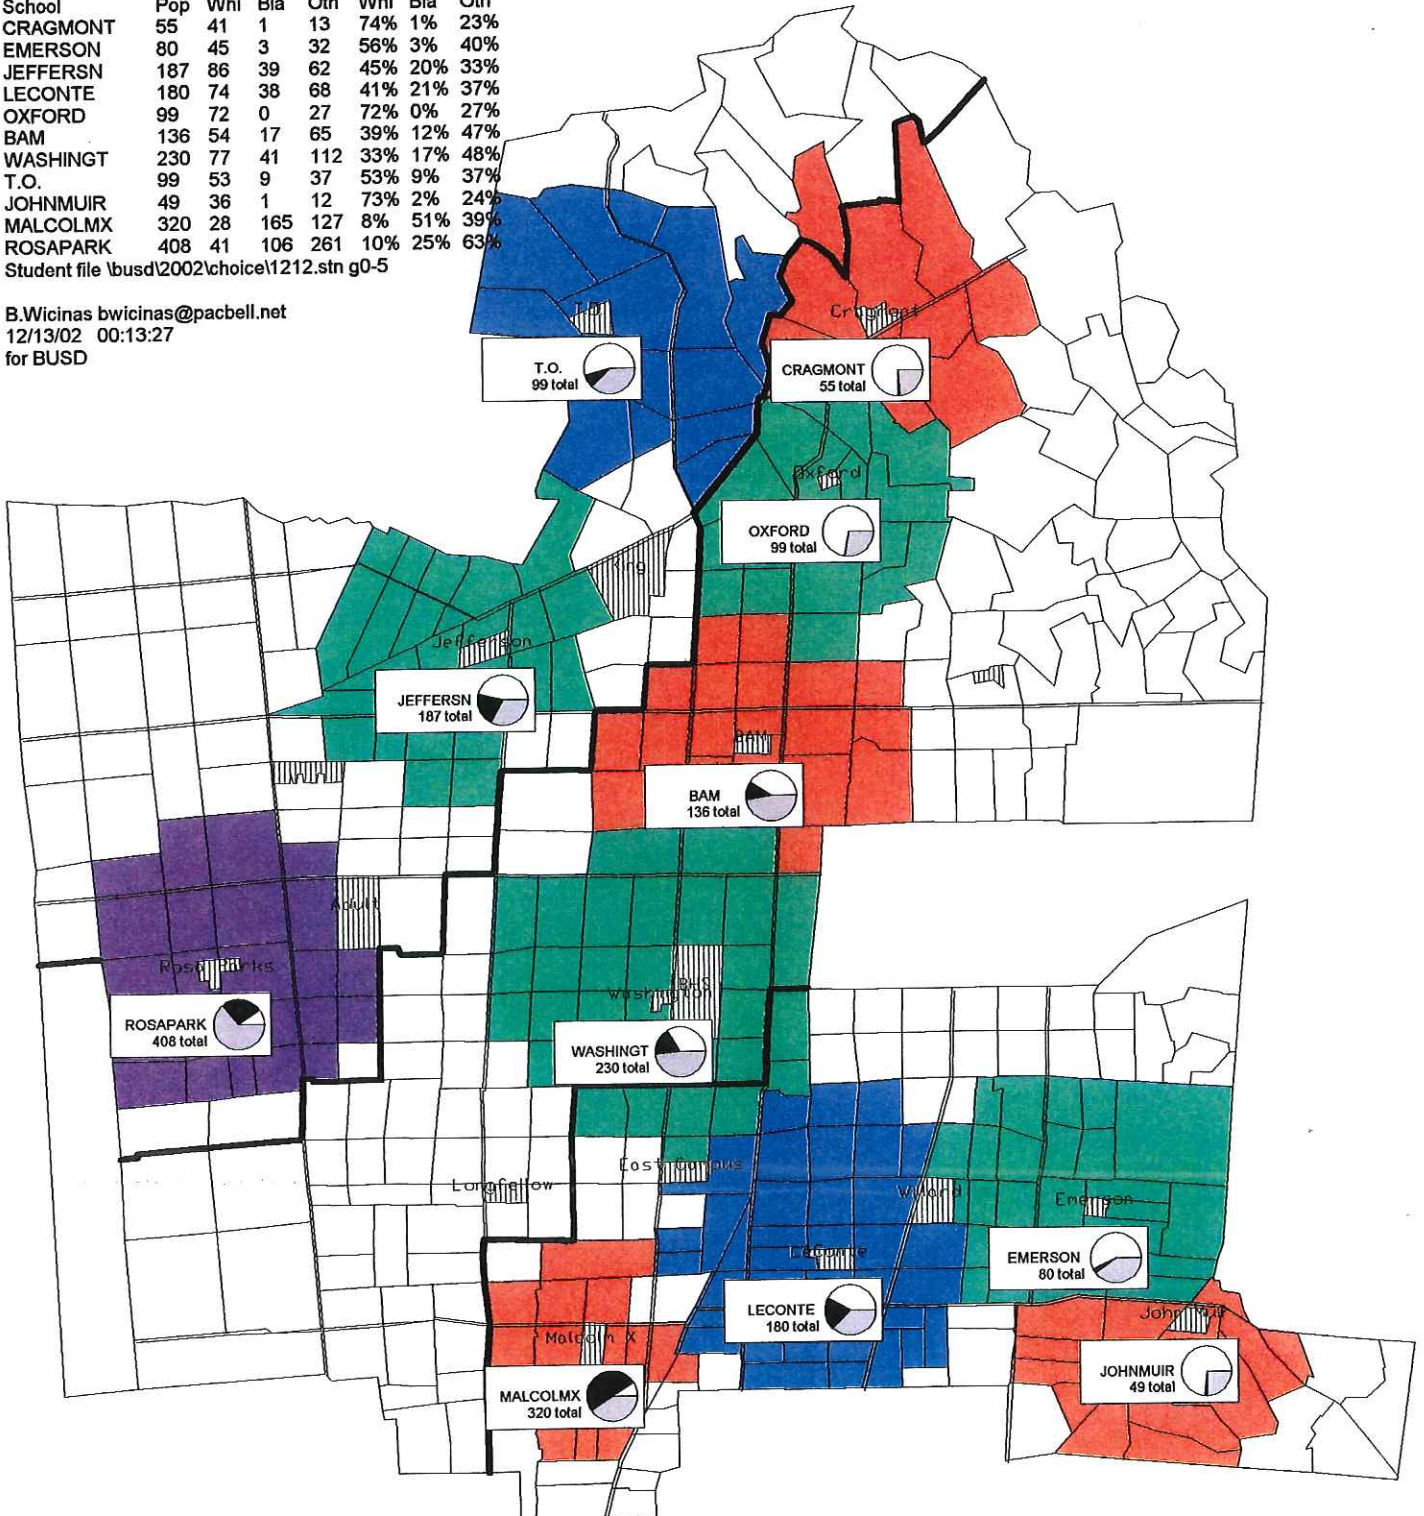 School Pop Whi Bla Oth Whi Bla Oth
CRAGMONT 55 41 1 13 74% 1% 23%
EMERSON 80 45 3 32 56% 3% 40%
JEFFERSN 187 86 39 62 45% 20% 33%
LECONTE 180 74 38 68 41% 21% 37%
OXFORD 99 72 0 27 72% 0% 27%
BAM 136 54 17 65 39% 12% 47%
WASHINGT 230 77 41 112 33% 17% 48%
T.O. 99 53 9 37 53% 9% 37%
JOHNMUIR 49 36 1 12 73% 2% 24%
MALCOLMX 320 28 165 127 8% 51% 39%
ROSAPARK 408 41 106 261 10% 25% 63%
Student file \busd\2002\choice\1212.stn g0-5
B.Wicinas bwicinas@pacbell.net
12/13/02 00:13:27
for BUSD
T.O.
Cragmont
T.O.
99 total
CRAGMONT
55 total
Oxford
OXFORD
99 total
King
Jefferson
JEFFERSN
187 total
BAM
BAM
136 total
Adult
Rosa Parks
ROSAPARK
408 total
BHS
Washington
WASHINGT
230 total
East Campus
Longfellow
Willard
Emerson
LeConte
EMERSON
80 total
LECONTE
180 total
John Muir
Malcolm X
JOHNMUIR
49 total
MALCOLMX
320 total